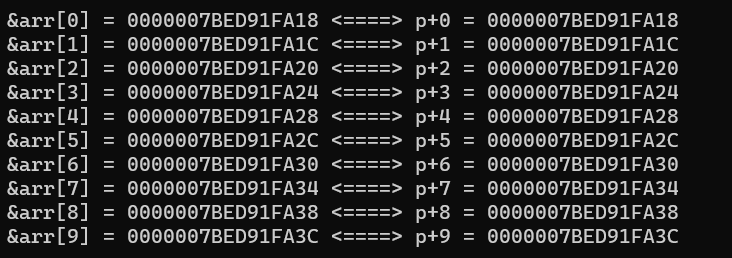 &arr[0] = 0000007BED91FA18 <====> p+0 = 0000007BED91FA18
&arr[1] = 0000007BED91FA1C <====> p+1 = 0000007BED91FA1C
&arr[2] = 0000007BED91FA20 <====> p+2 = 0000007BED91FA20
&arr[3] = 0000007BED91FA24 <====> p+3 = 0000007BED91FA24
&arr[4] = 0000007BED91FA28 <====> p+4 = 0000007BED91FA28
&arr[5] = 0000007BED91FA2C <====> p+5 = 0000007BED91FA2C
&arr[6] = 0000007BED91FA30 <====> p+6 = 0000007BED91FA30
&arr[7] = 0000007BED91FA34 <====> p+7 = 0000007BED91FA34
&arr[8] = 0000007BED91FA38 <====> p+8 = 0000007BED91FA38
&arr[9] = 0000007BED91FA3C <====> p+9 = 0000007BED91FA3C